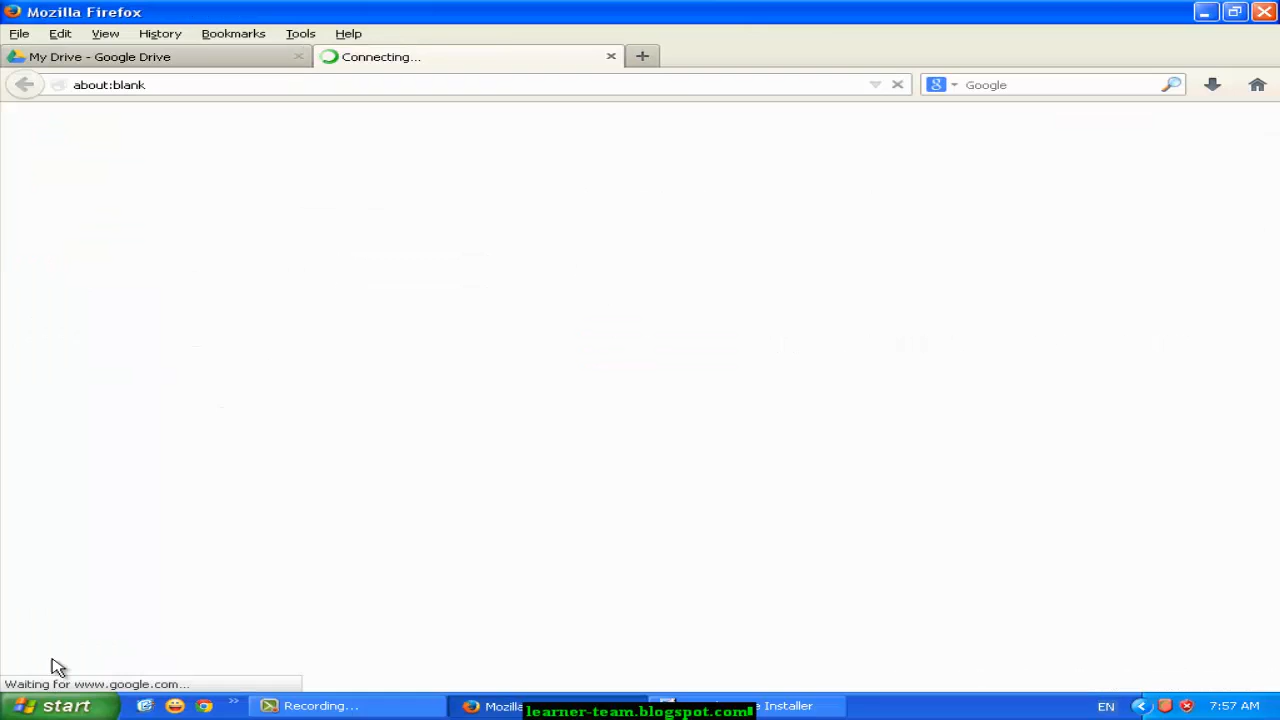 Mozilla Firefox
File Edit View History Bookmarks Tools Help
My Drive - Google Drive
Connecting...
about:blank
Google
Waiting for www.google.com...
start
Recording...
Mozilla
Installer
EN
7:57 AM
learner-team.blogspot.com